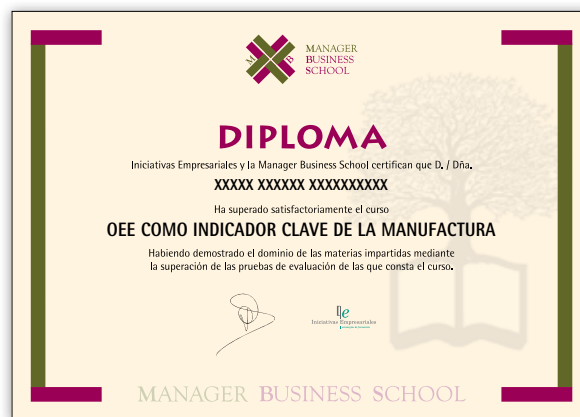 M B
MANAGER
BUSINESS
SCHOOL
DIPLOMA
Iniciativas Empresariales y la Manager Business School certifican que D. / Dña.
XXXXX XXXXXX XXXXXXXXXX
Ha superado satisfactoriamente el curso
OEE COMO INDICADOR CLAVE DE LA MANUFACTURA
Habiendo demostrado el dominio de las materias impartidas mediante
la superación de las pruebas de evaluación de las que consta el curso.
Iniciativas Empresariales
MANAGER BUSINESS SCHOOL